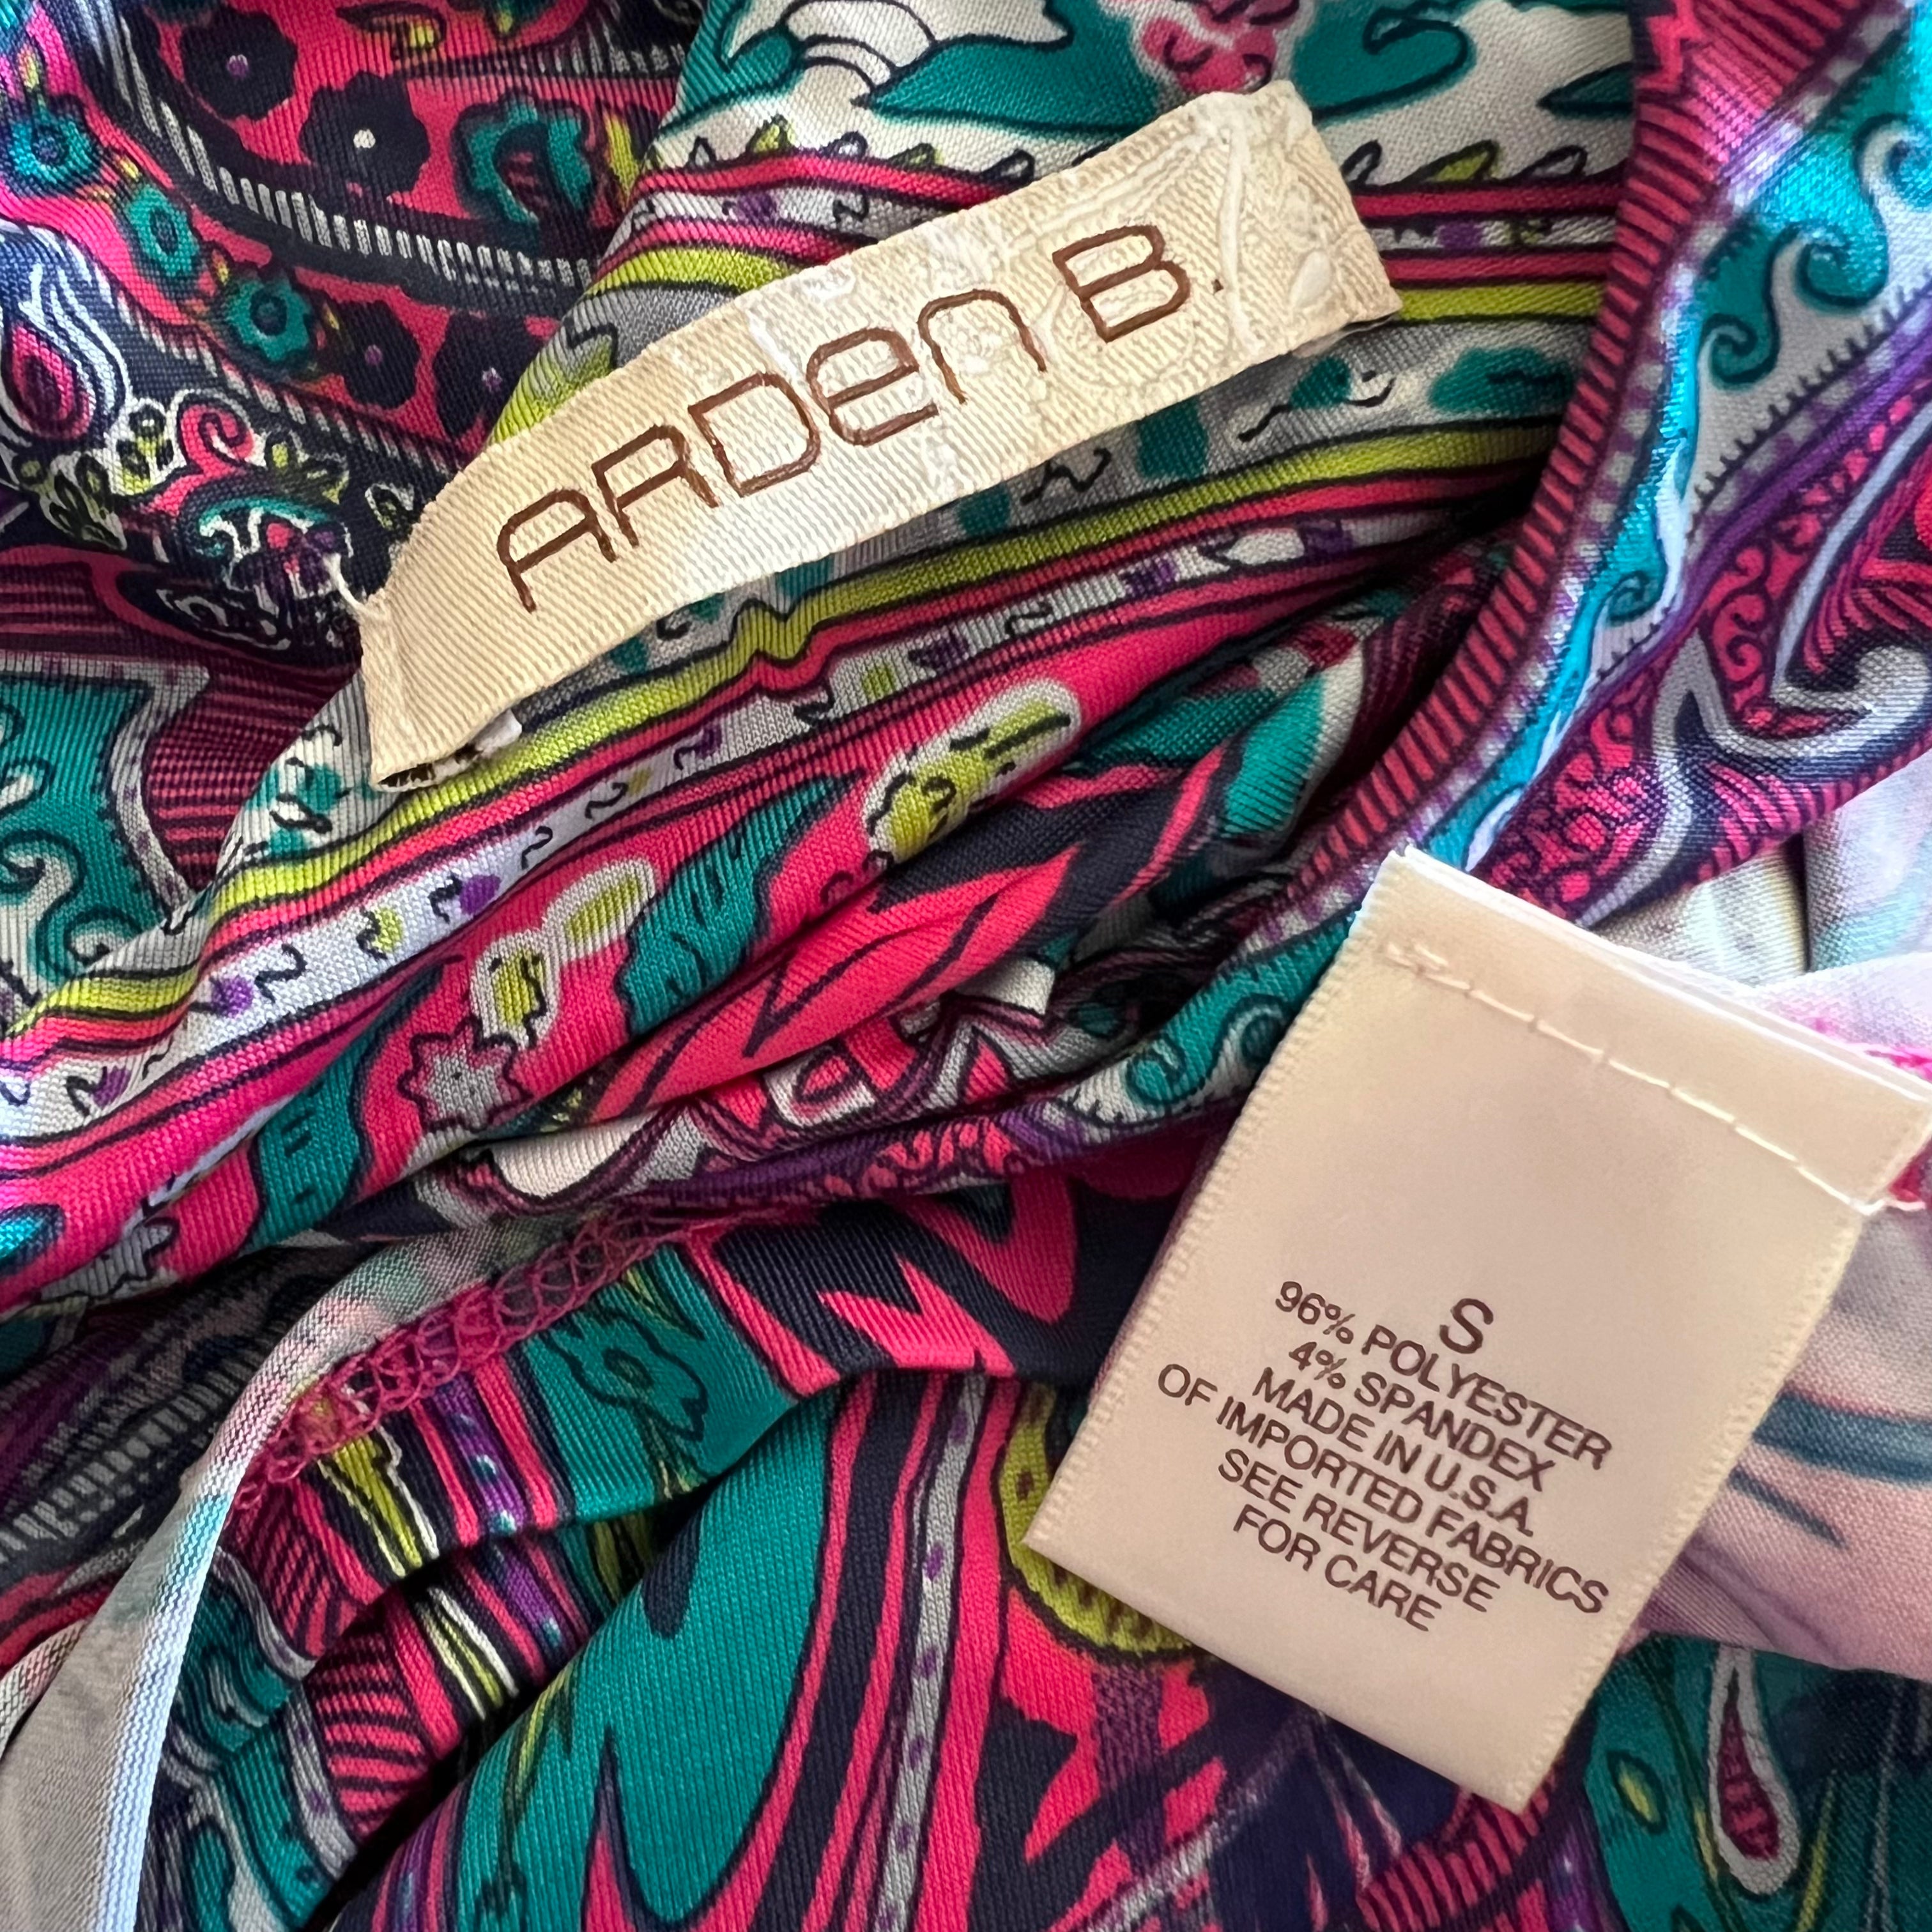 ARDen B.
S
96% POLYESTER
4% SPANDEX
MADE IN U.S.A.
OF IMPORTED FABRICS
SEE REVERSE
FOR CARE